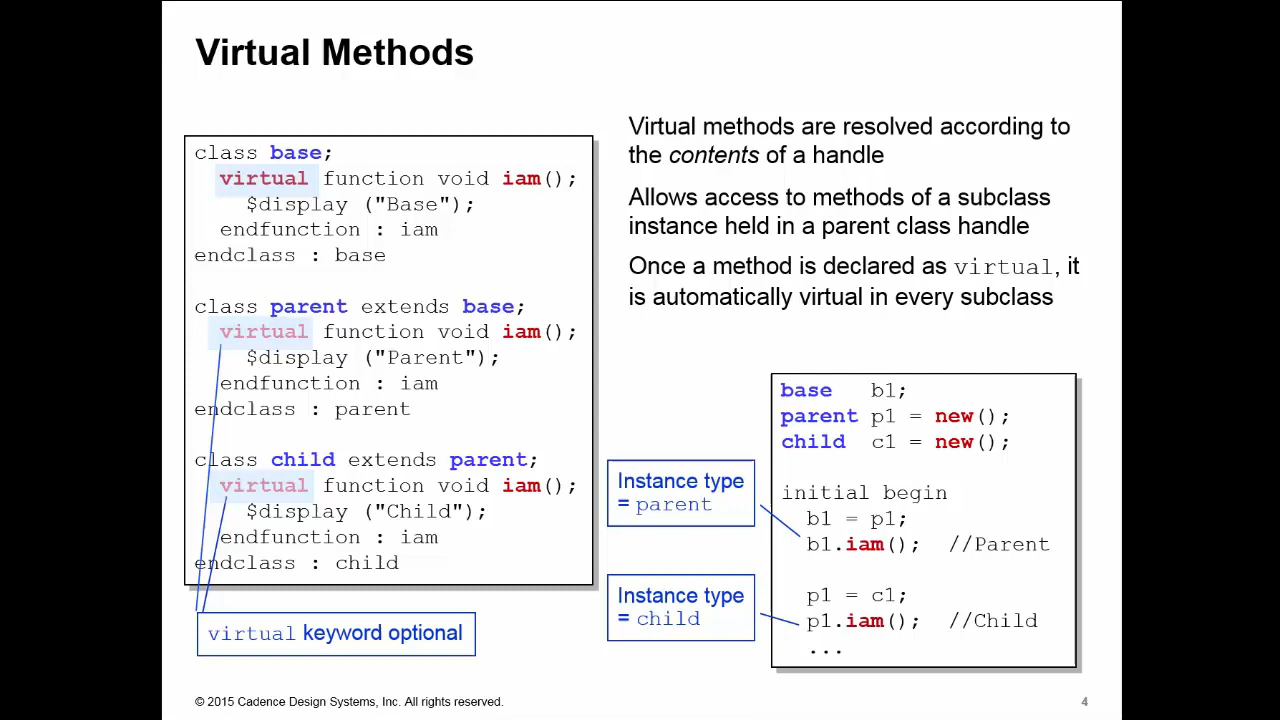 Virtual Methods
class base;
virtual function void iam();
$display ("Base");
endfunction : iam
endclass : base
class parent extends base;
virtual function void iam();
$display ("Parent");
endfunction : iam
endclass : parent
class child extends parent;
virtual function void iam();
$display ("Child");
endfunction : iam
endclass : child
virtual keyword optional
Virtual methods are resolved according to
the contents of a handle
Allows access to methods of a subclass
instance held in a parent class handle
Once a method is declared as virtual, it
is automatically virtual in every subclass
Instance type
= parent
Instance type
= child
base b1;
parent p1 = new();
child c1 = new();
initial begin
b1 = p1;
b1.iam(); //Parent
p1 = c1;
p1.iam(); //Child
...
© 2015 Cadence Design Systems, Inc. All rights reserved.
4